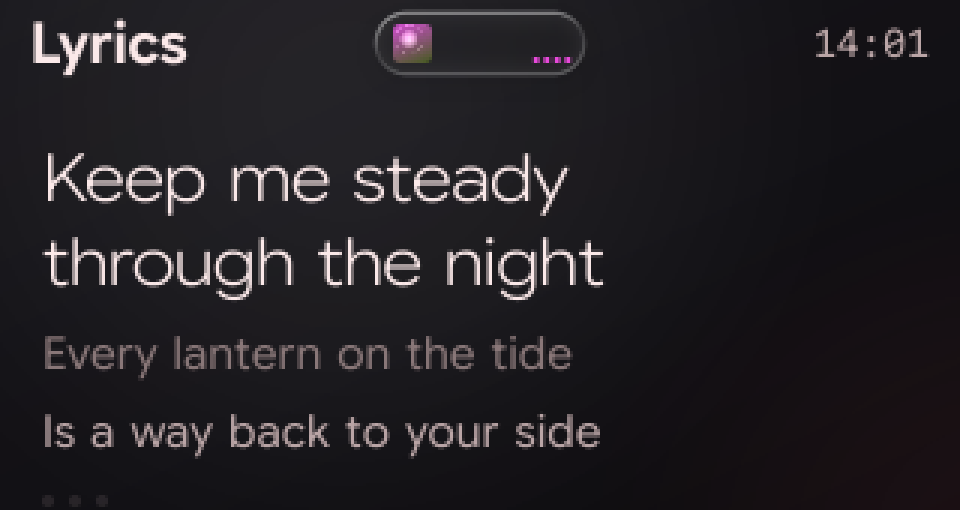 Lyrics
14:01
Keep me steady
through the night
Every lantern on the tide
Is a way back to your side